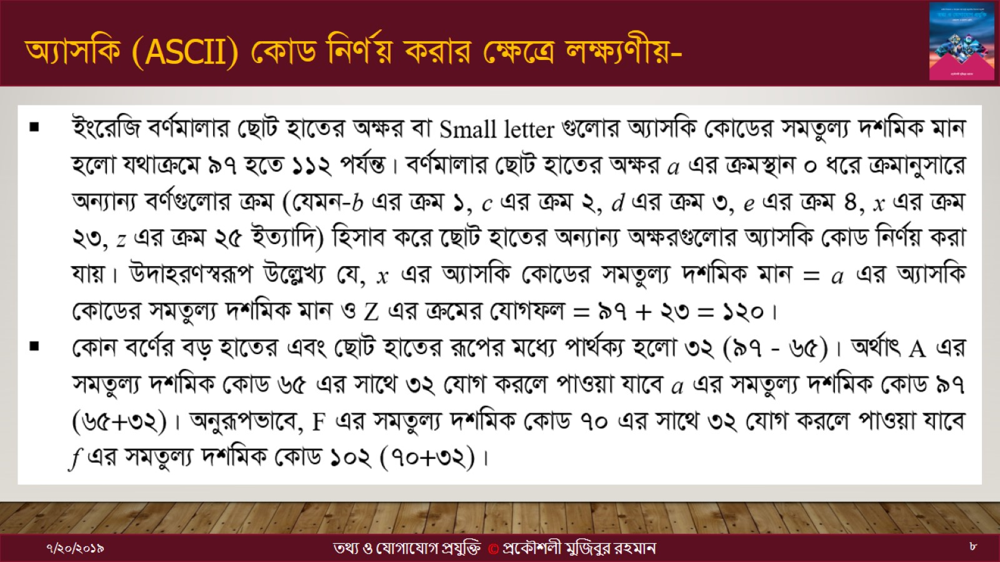 অ্যাসকি (ASCII) কোড নির্ণয় করার ক্ষেত্রে লক্ষ্যণীয়-
তথ্য ও যোগাযোগ প্রযুক্তি
▪ ইংরেজি বর্ণমালার ছোট হাতের অক্ষর বা Small letter গুলোর অ্যাসকি কোডের সমতুল্য দশমিক মান
হলো যথাক্রমে ৯৭ হতে ১১২ পর্যন্ত। বর্ণমালার ছোট হাতের অক্ষর a এর ক্রমস্থান ০ ধরে ক্রমানুসারে
অন্যান্য বর্ণগুলোর ক্রম (যেমন-b এর ক্রম ১, c এর ক্রম ২, d এর ক্রম ৩, e এর ক্রম ৪, x এর ক্রম
২৩, z এর ক্রম ২৫ ইত্যাদি) হিসাব করে ছোট হাতের অন্যান্য অক্ষরগুলোর অ্যাসকি কোড নির্ণয় করা
যায়। উদাহরণস্বরূপ উল্লেখ্য যে, x এর অ্যাসকি কোডের সমতুল্য দশমিক মান = a এর অ্যাসকি
কোডের সমতুল্য দশমিক মান ও Z এর ক্রমের যোগফল = ৯৭ + ২৩ = ১২০।
▪ কোন বর্ণের বড় হাতের এবং ছোট হাতের রূপের মধ্যে পার্থক্য হলো ৩২ (৯৭ - ৬৫)। অর্থাৎ A এর
সমতুল্য দশমিক কোড ৬৫ এর সাথে ৩২ যোগ করলে পাওয়া যাবে a এর সমতুল্য দশমিক কোড ৯৭
(৬৫+৩২)। অনুরূপভাবে, F এর সমতুল্য দশমিক কোড ৭০ এর সাথে ৩২ যোগ করলে পাওয়া যাবে
f এর সমতুল্য দশমিক কোড ১০২ (৭০+৩২)।
৭/২০/২০১৯
তথ্য ও যোগাযোগ প্রযুক্তি © প্রকৌশলী মুজিবুর রহমান
৮